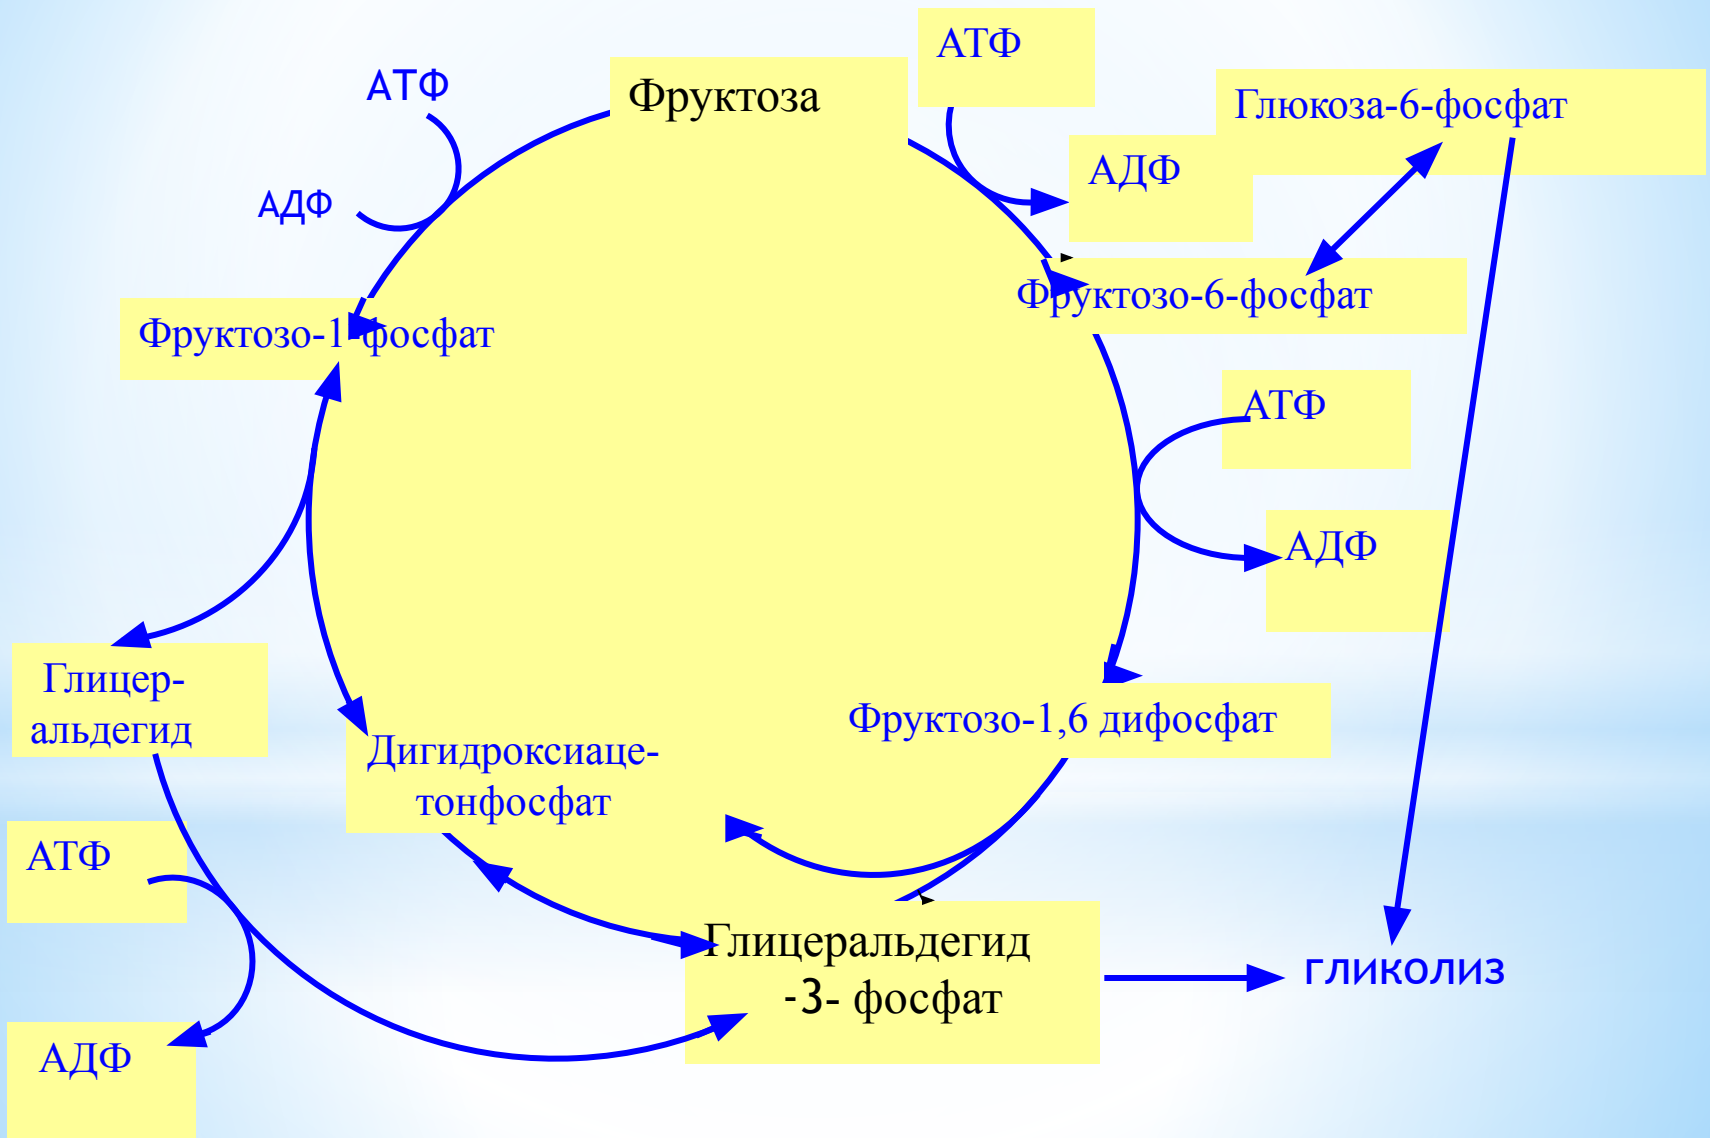 АТФ
Фруктоза
АТФ
Глюкоза-6-фосфат
АДФ
АДФ
Фруктозо-6-фосфат
Фруктозо-1-фосфат
АТФ
АДФ
Глицер-
альдегид
Фруктозо-1,6 дифосфат
Дигидроксиаце-
тонфосфат
АТФ
Глицеральдегид
-3- фосфат
гликолиз
АДФ